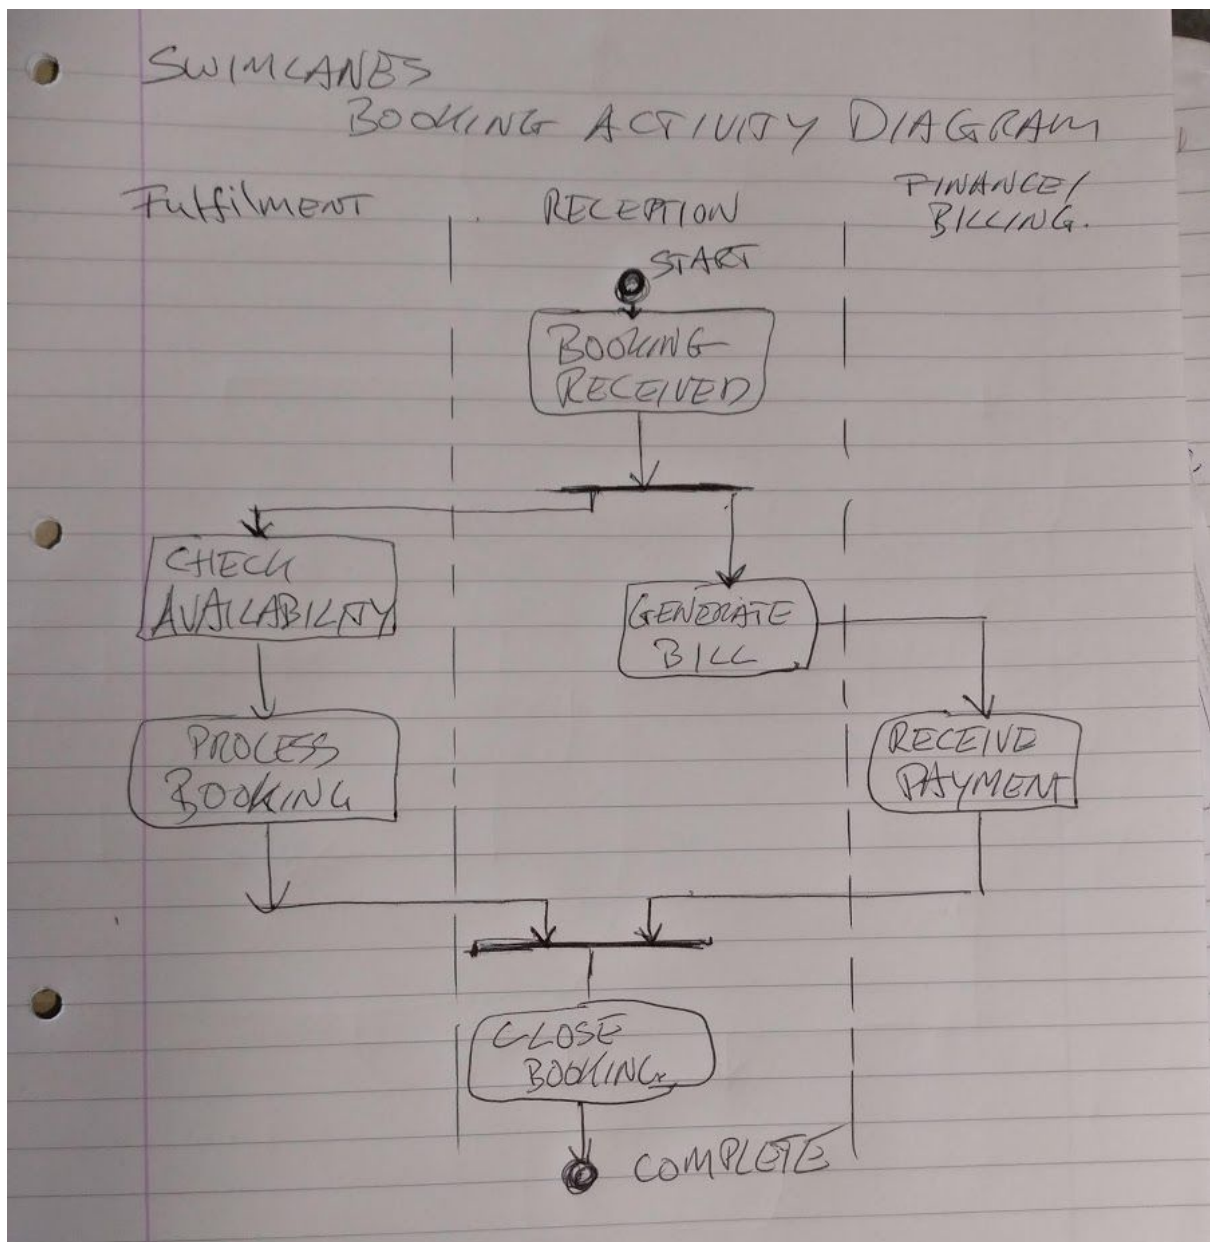 SWIMLANES
BOOKING ACTIVITY DIAGRAM
Fulfilment
RECEPTION
FINANCE/
BILLING.
START
BOOKING
RECEIVED
CHECK
AVAILABILITY
GENERATE
BILL
PROCESS
BOOKING
RECEIVE
PAYMENT
CLOSE
BOOKING
COMPLETE